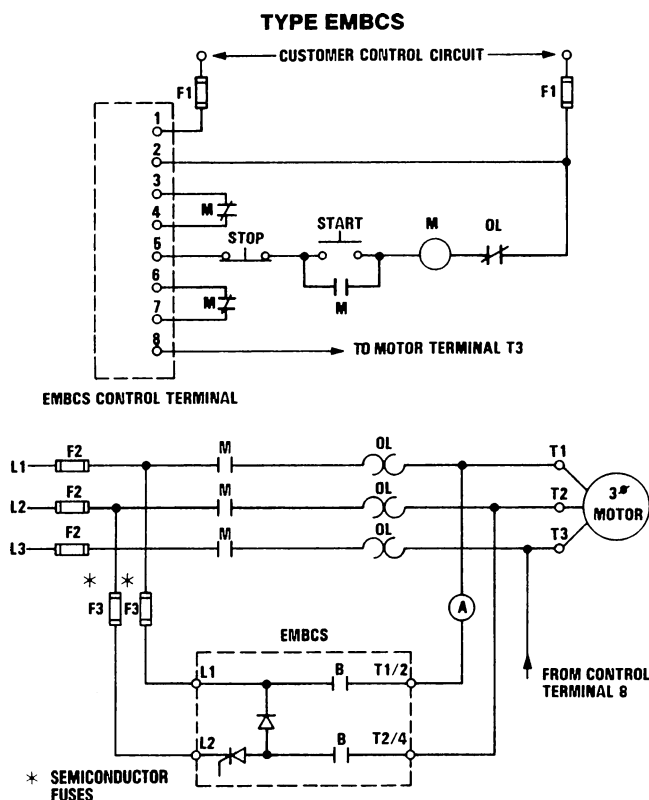 TYPE EMBCS
CUSTOMER CONTROL CIRCUIT
F1
F1
1
2
3
4
M
5
STOP
START
M
OL
M
6
M
7
8
TO MOTOR TERMINAL T3
EMBCS CONTROL TERMINAL
L1
F2
M
OL
T1
L2
F2
M
OL
T2
3ø
MOTOR
L3
F2
M
OL
T3
*
*
F3
F3
A
EMBCS
L1
B
T1/2
FROM CONTROL
TERMINAL 8
L2
B
T2/4
* SEMICONDUCTOR
FUSES